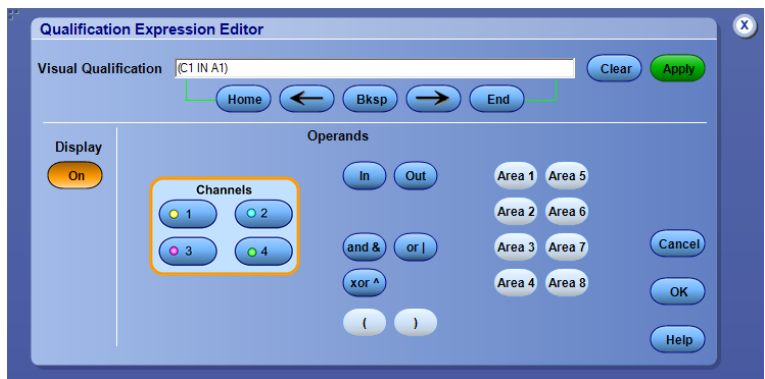 Qualification Expression Editor
X
Visual Qualification (C1 IN A1) Clear Apply
Home Bksp End
Display Operands
On
Channels
1 2
3 4
In Out
and & or |
xor ^
( )
Area 1 Area 5
Area 2 Area 6
Area 3 Area 7
Area 4 Area 8
Cancel
OK
Help